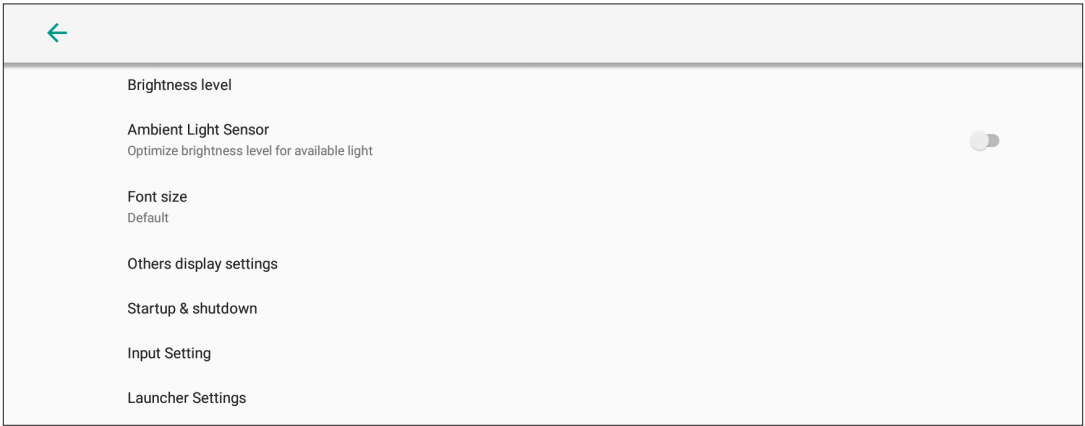 Brightness level
Ambient Light Sensor
Optimize brightness level for available light
Font size
Default
Others display settings
Startup & shutdown
Input Setting
Launcher Settings